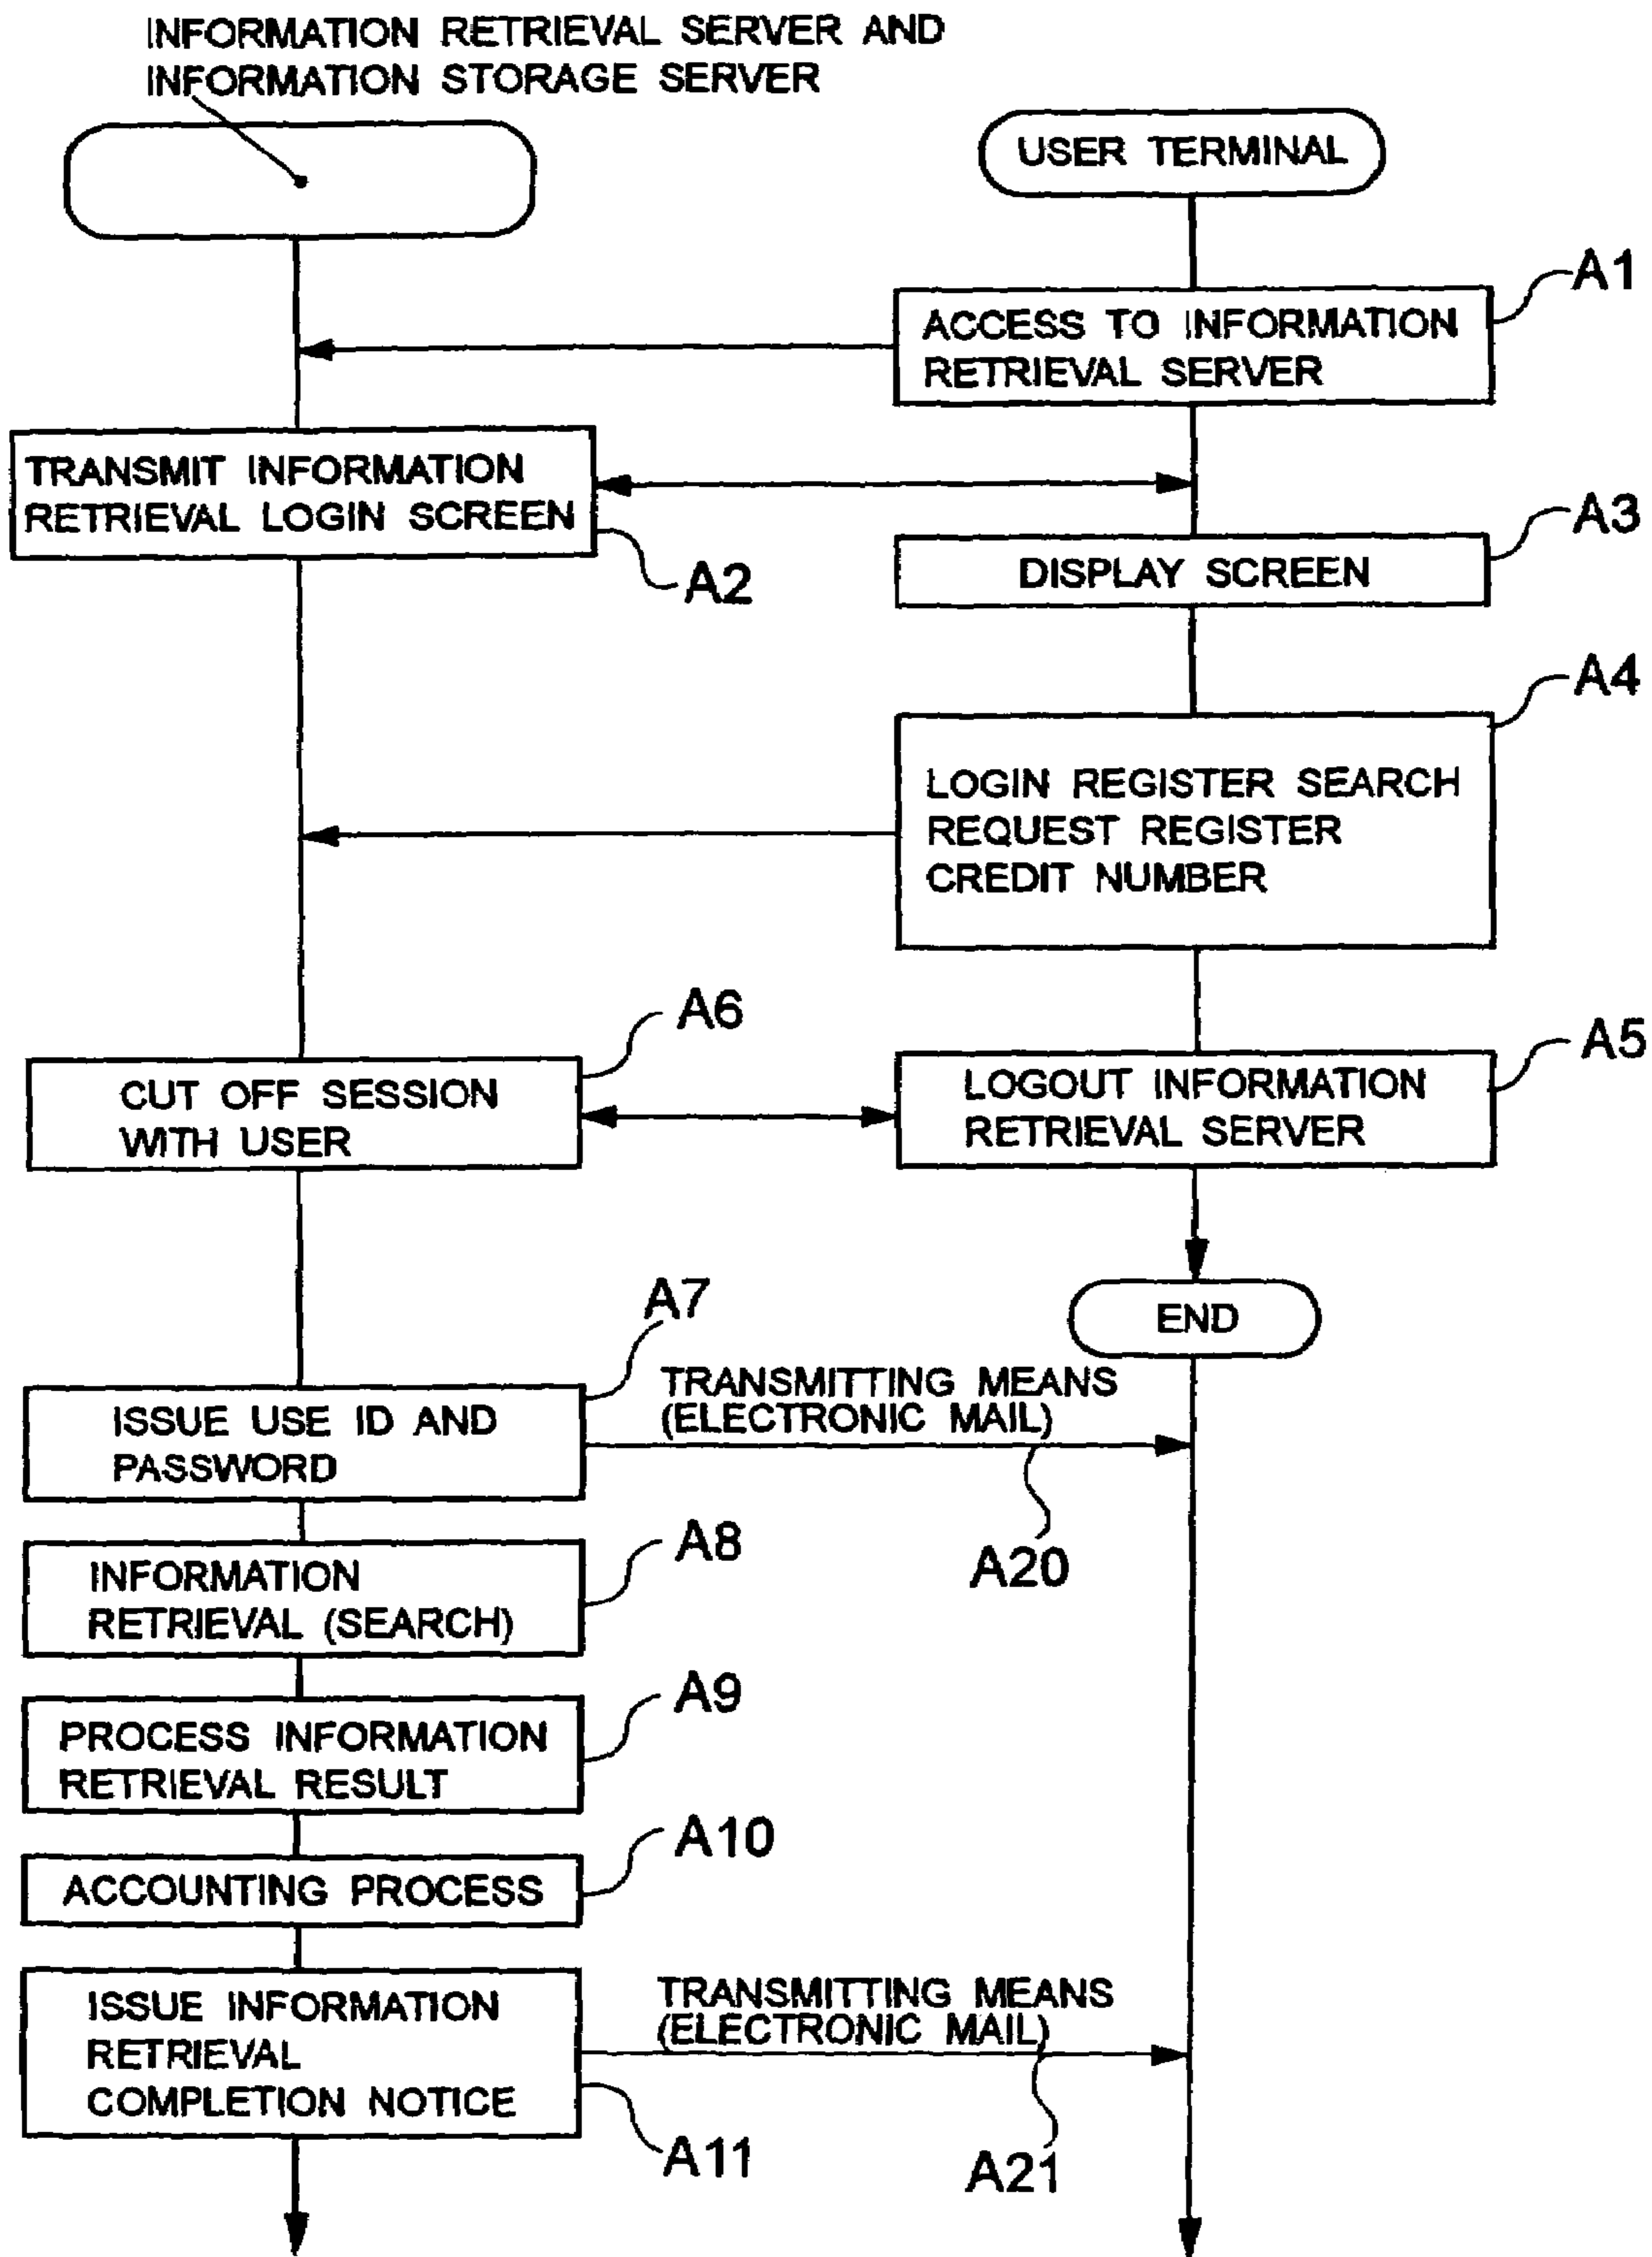 INFORMATION RETRIEVAL SERVER AND
INFORMATION STORAGE SERVER
USER TERMINAL
A1
ACCESS TO INFORMATION
RETRIEVAL SERVER
TRANSMIT INFORMATION
RETRIEVAL LOGIN SCREEN
A2
A3
DISPLAY SCREEN
A4
LOGIN REGISTER SEARCH
REQUEST REGISTER
CREDIT NUMBER
A6
CUT OFF SESSION
WITH USER
A5
LOGOUT INFORMATION
RETRIEVAL SERVER
END
A7
ISSUE USE ID AND
PASSWORD
TRANSMITTING MEANS
(ELECTRONIC MAIL)
A20
A8
INFORMATION
RETRIEVAL (SEARCH)
A9
PROCESS INFORMATION
RETRIEVAL RESULT
A10
ACCOUNTING PROCESS
ISSUE INFORMATION
RETRIEVAL
COMPLETION NOTICE
A11
TRANSMITTING MEANS
(ELECTRONIC MAIL)
A21